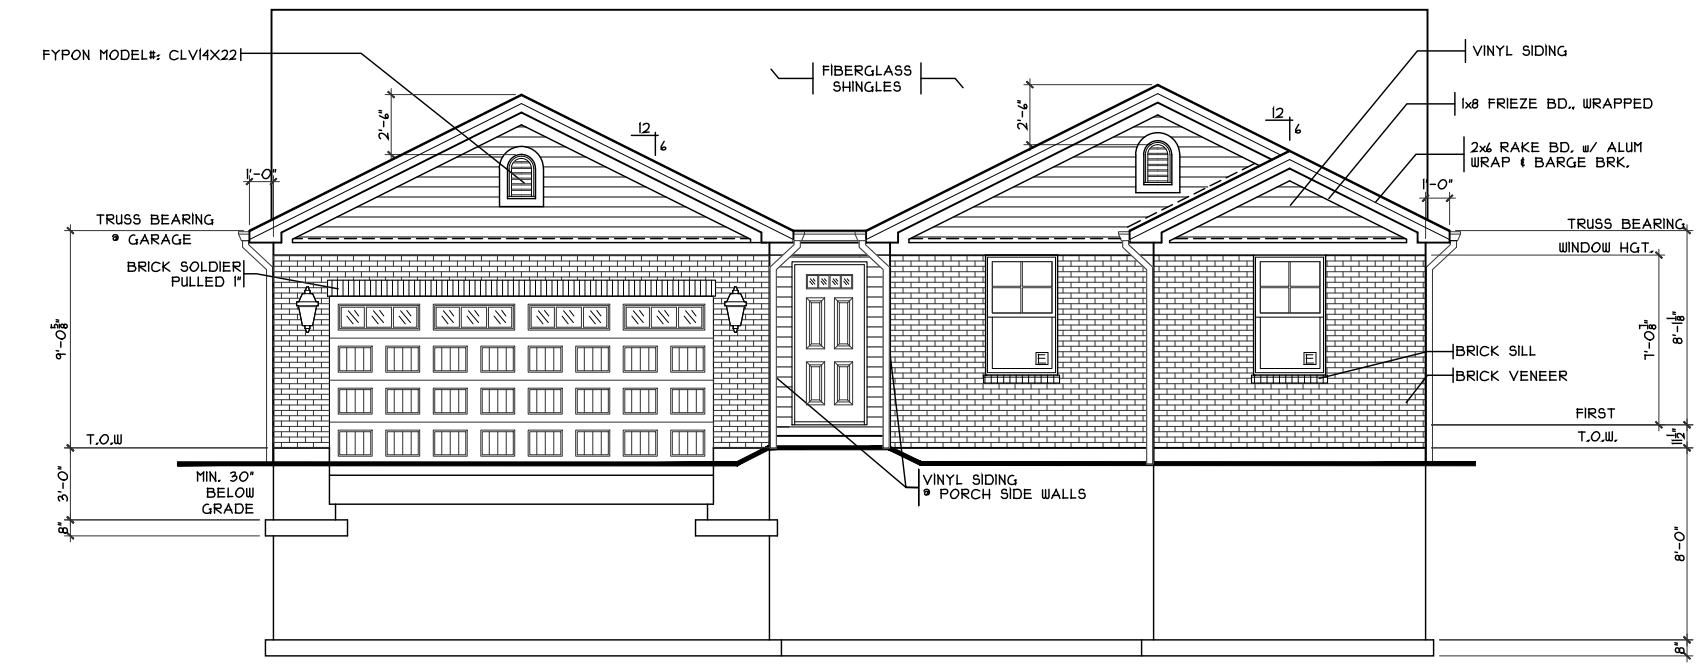 FYPON MODEL#: CLV14X22
FIBERGLASS
SHINGLES
VINYL SIDING
1x8 FRIEZE BD., WRAPPED
2x6 RAKE BD. w/ ALUM
WRAP & BARGE BRK.
2'-6"
12
6
2'-6"
12
6
1'-0"
1'-0"
TRUSS BEARING
@ GARAGE
TRUSS BEARING
WINDOW HGT.
BRICK SOLDIER
PULLED 1"
9'-0 5/8"
7'-0 7/8"
8'-1 1/8"
E
E
BRICK SILL
BRICK VENEER
FIRST
T.O.W
T.O.W.
11 1/2"
MIN. 30"
BELOW
GRADE
3'-0"
8"
VINYL SIDING
@ PORCH SIDE WALLS
8'-0"
8"